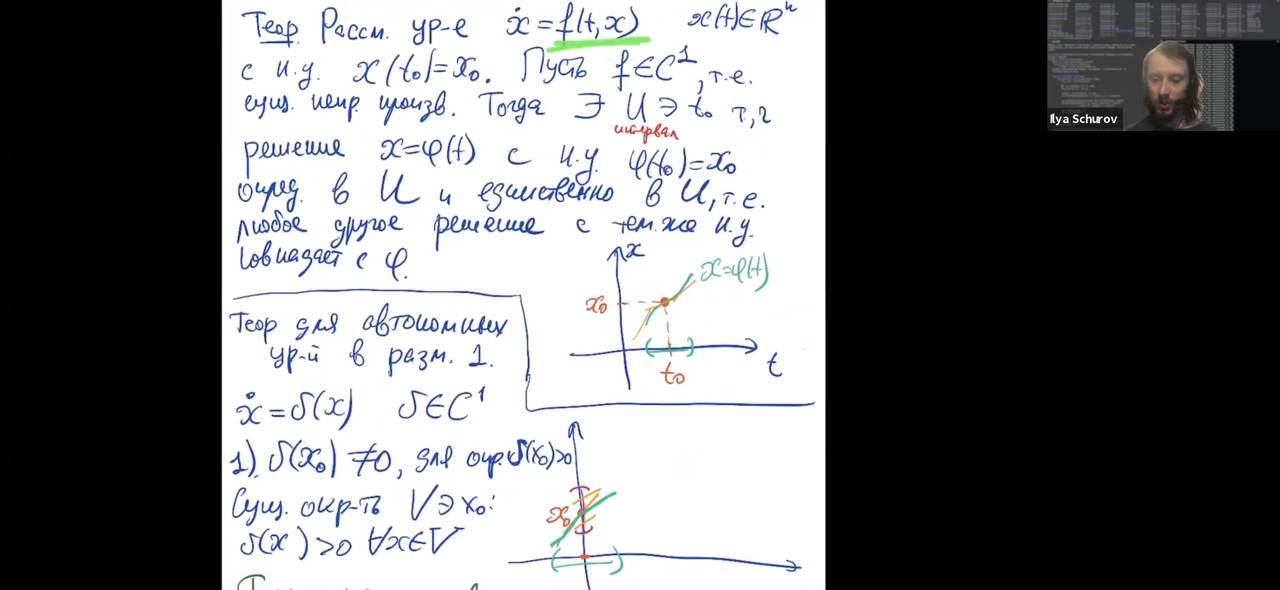 Теор. Рассм. ур-е ẋ = f(t,x) x(t)∈ℝⁿ
с н.у. x(t₀)=x₀. Пусть f∈C¹, т.е.
сущ. непр. произв. Тогда ∃ U∋t₀ т,ч
интервал
решение x=φ(t) с н.у. φ(t₀)=x₀
опред. в U и единственно в U, т.е.
любое другое решение с тем же н.у.
совпадает с φ.
x
x=φ(t)
x₀
t₀
t
Теор для автономных
ур-й в разм. 1.
ẋ=f(x) f∈C¹
1). f(x₀)≠0, для опр. f(x₀)>0
Сущ. окр-ть V∋x₀:
f(x)>0 ∀x∈V
x₀
Ilya Schurov